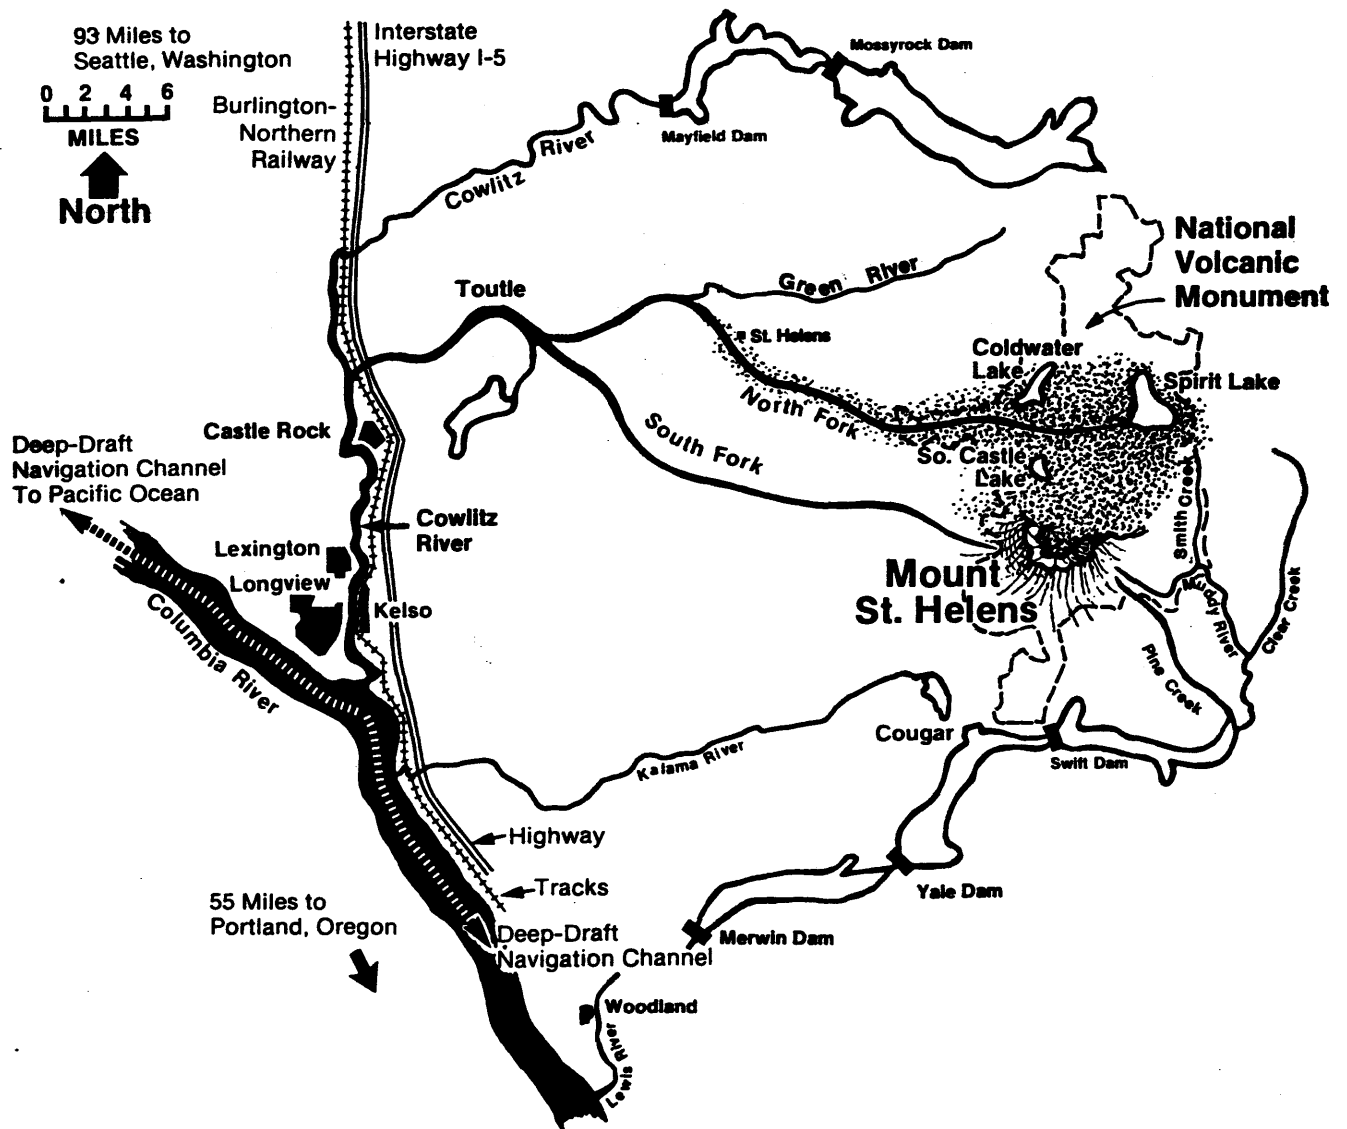 93 Miles to
Seattle, Washington
0 2 4 6
MILES
North
Interstate
Highway I-5
Burlington-
Northern
Railway
Mossyrock Dam
Mayfield Dam
Cowlitz River
National
Volcanic
Monument
Green River
Toutle
St. Helens
Coldwater
Lake
Spirit Lake
North Fork
South Fork
So. Castle
Lake
Castle Rock
Deep-Draft
Navigation Channel
To Pacific Ocean
Cowlitz
River
Lexington
Longview
Kelso
Columbia River
Smith Creek
Mount
St. Helens
Muddy River
Clear Creek
Pine Creek
Cougar
Swift Dam
Kalama River
Highway
Tracks
Yale Dam
55 Miles to
Portland, Oregon
Merwin Dam
Deep-Draft
Navigation Channel
Woodland
Lewis River